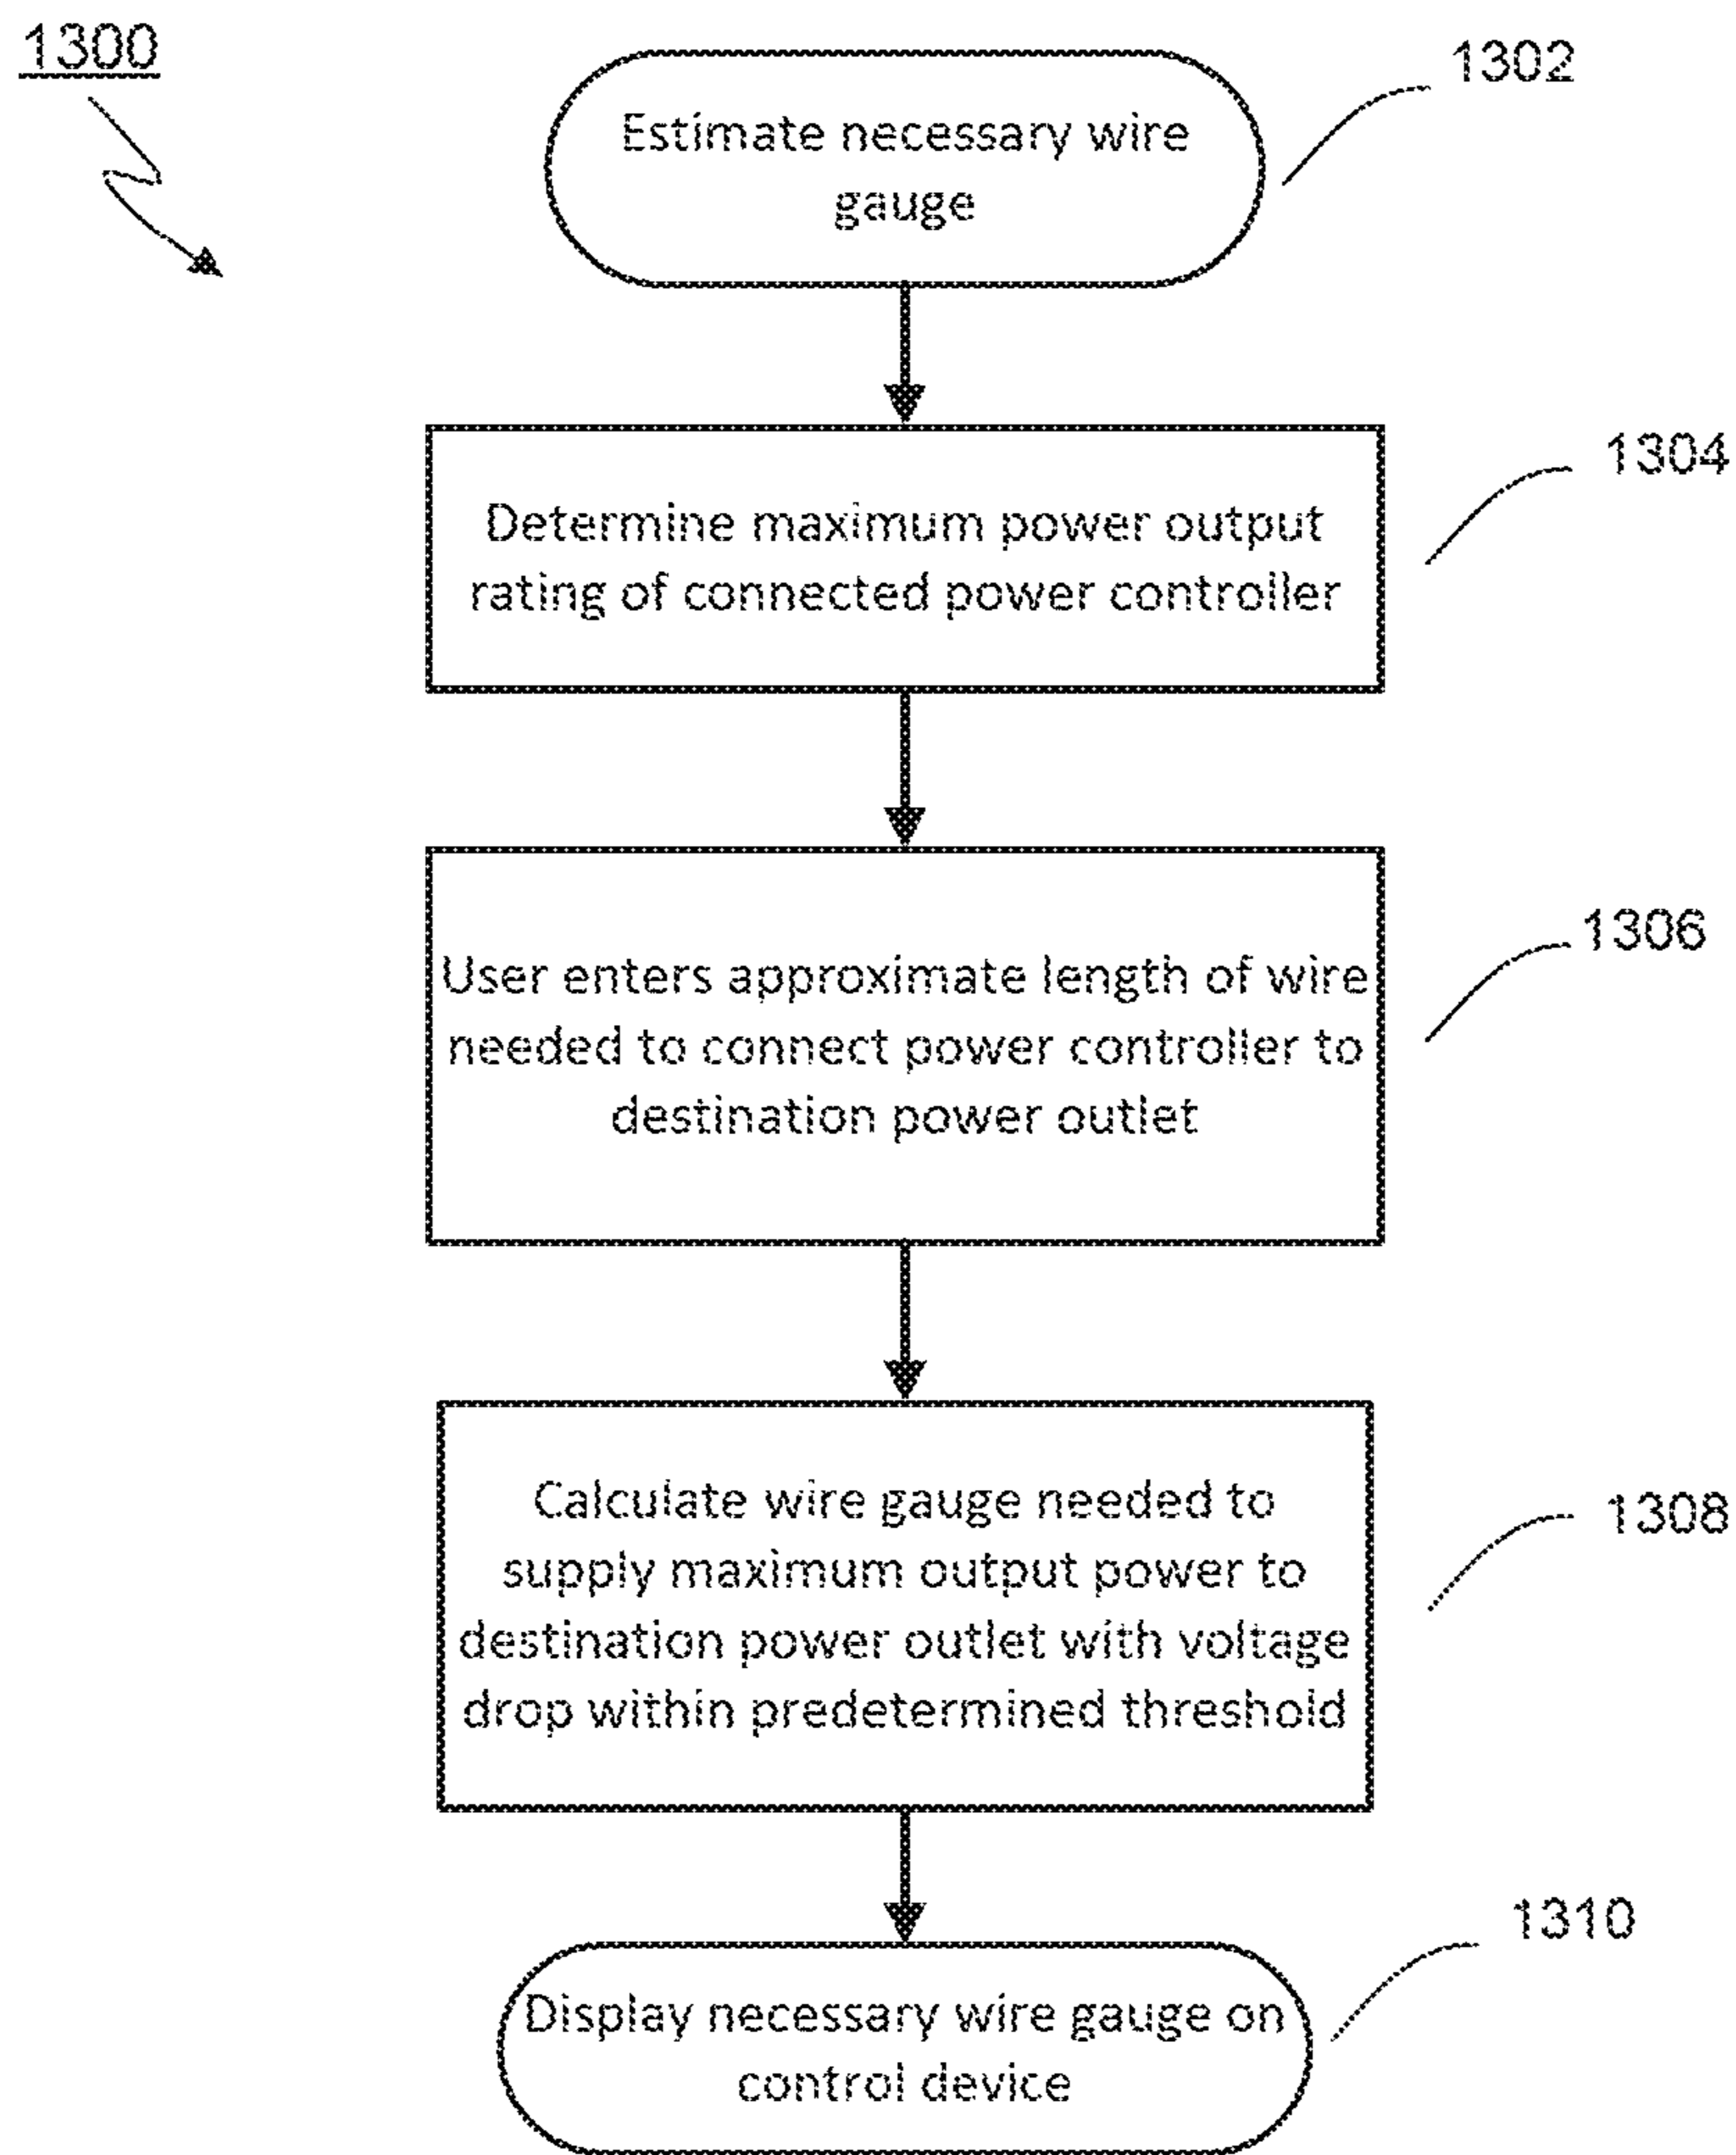 1300
1302
Estimate necessary wire
gauge
1304
Determine maximum power output
rating of connected power controller
1306
User enters approximate length of wire
needed to connect power controller to
destination power outlet
1308
Calculate wire gauge needed to
supply maximum output power to
destination power outlet with voltage
drop within predetermined threshold
1310
Display necessary wire gauge on
control device